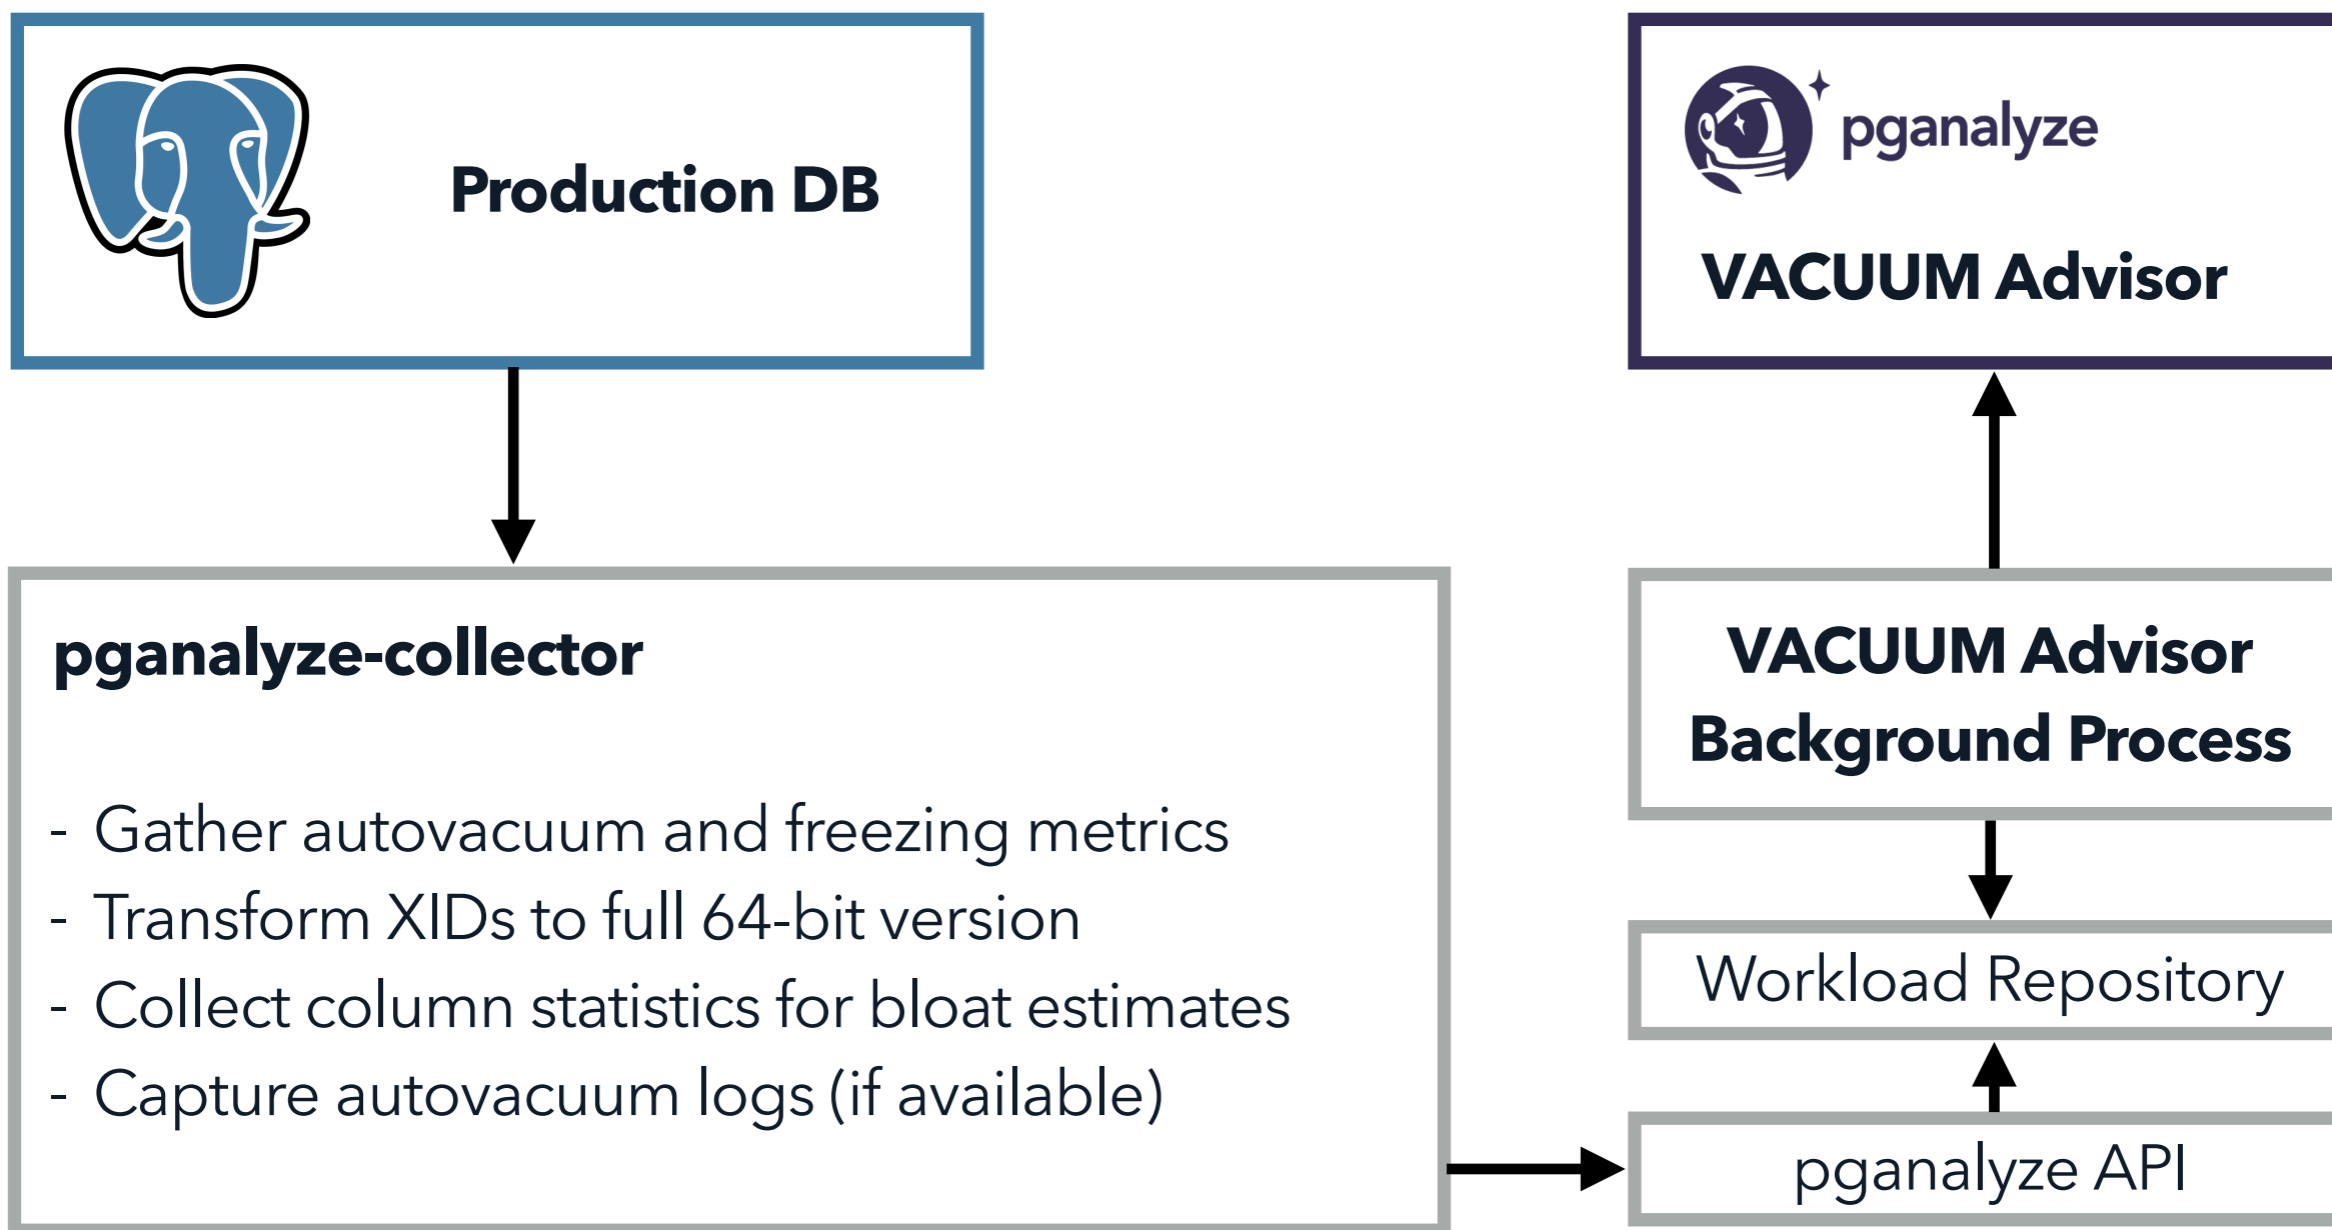 Production DB
pganalyze
VACUUM Advisor
pganalyze-collector
- Gather autovacuum and freezing metrics
- Transform XIDs to full 64-bit version
- Collect column statistics for bloat estimates
- Capture autovacuum logs (if available)
VACUUM Advisor
Background Process
Workload Repository
pganalyze API